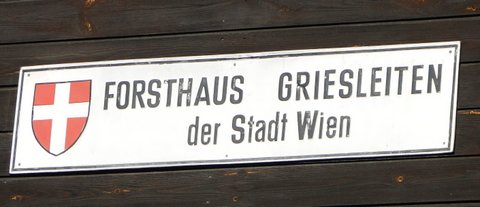 FORSTHAUS GRIESLEITEN
der Stadt Wien